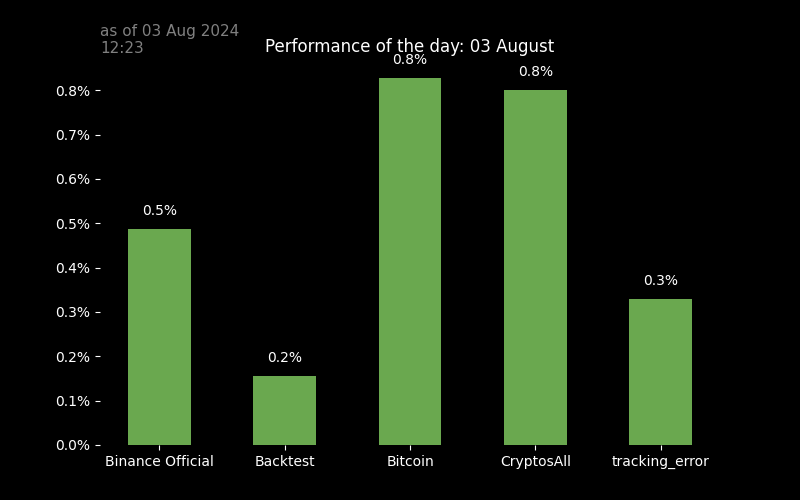 as of 03 Aug 2024
12:23
Performance of the day: 03 August
0.8%
0.8%
0.8%
0.7%
0.6%
0.5%
0.5%
0.4%
0.3%
0.3%
0.2%
0.2%
0.1%
0.0%
Binance Official
Backtest
Bitcoin
CryptosAll
tracking_error